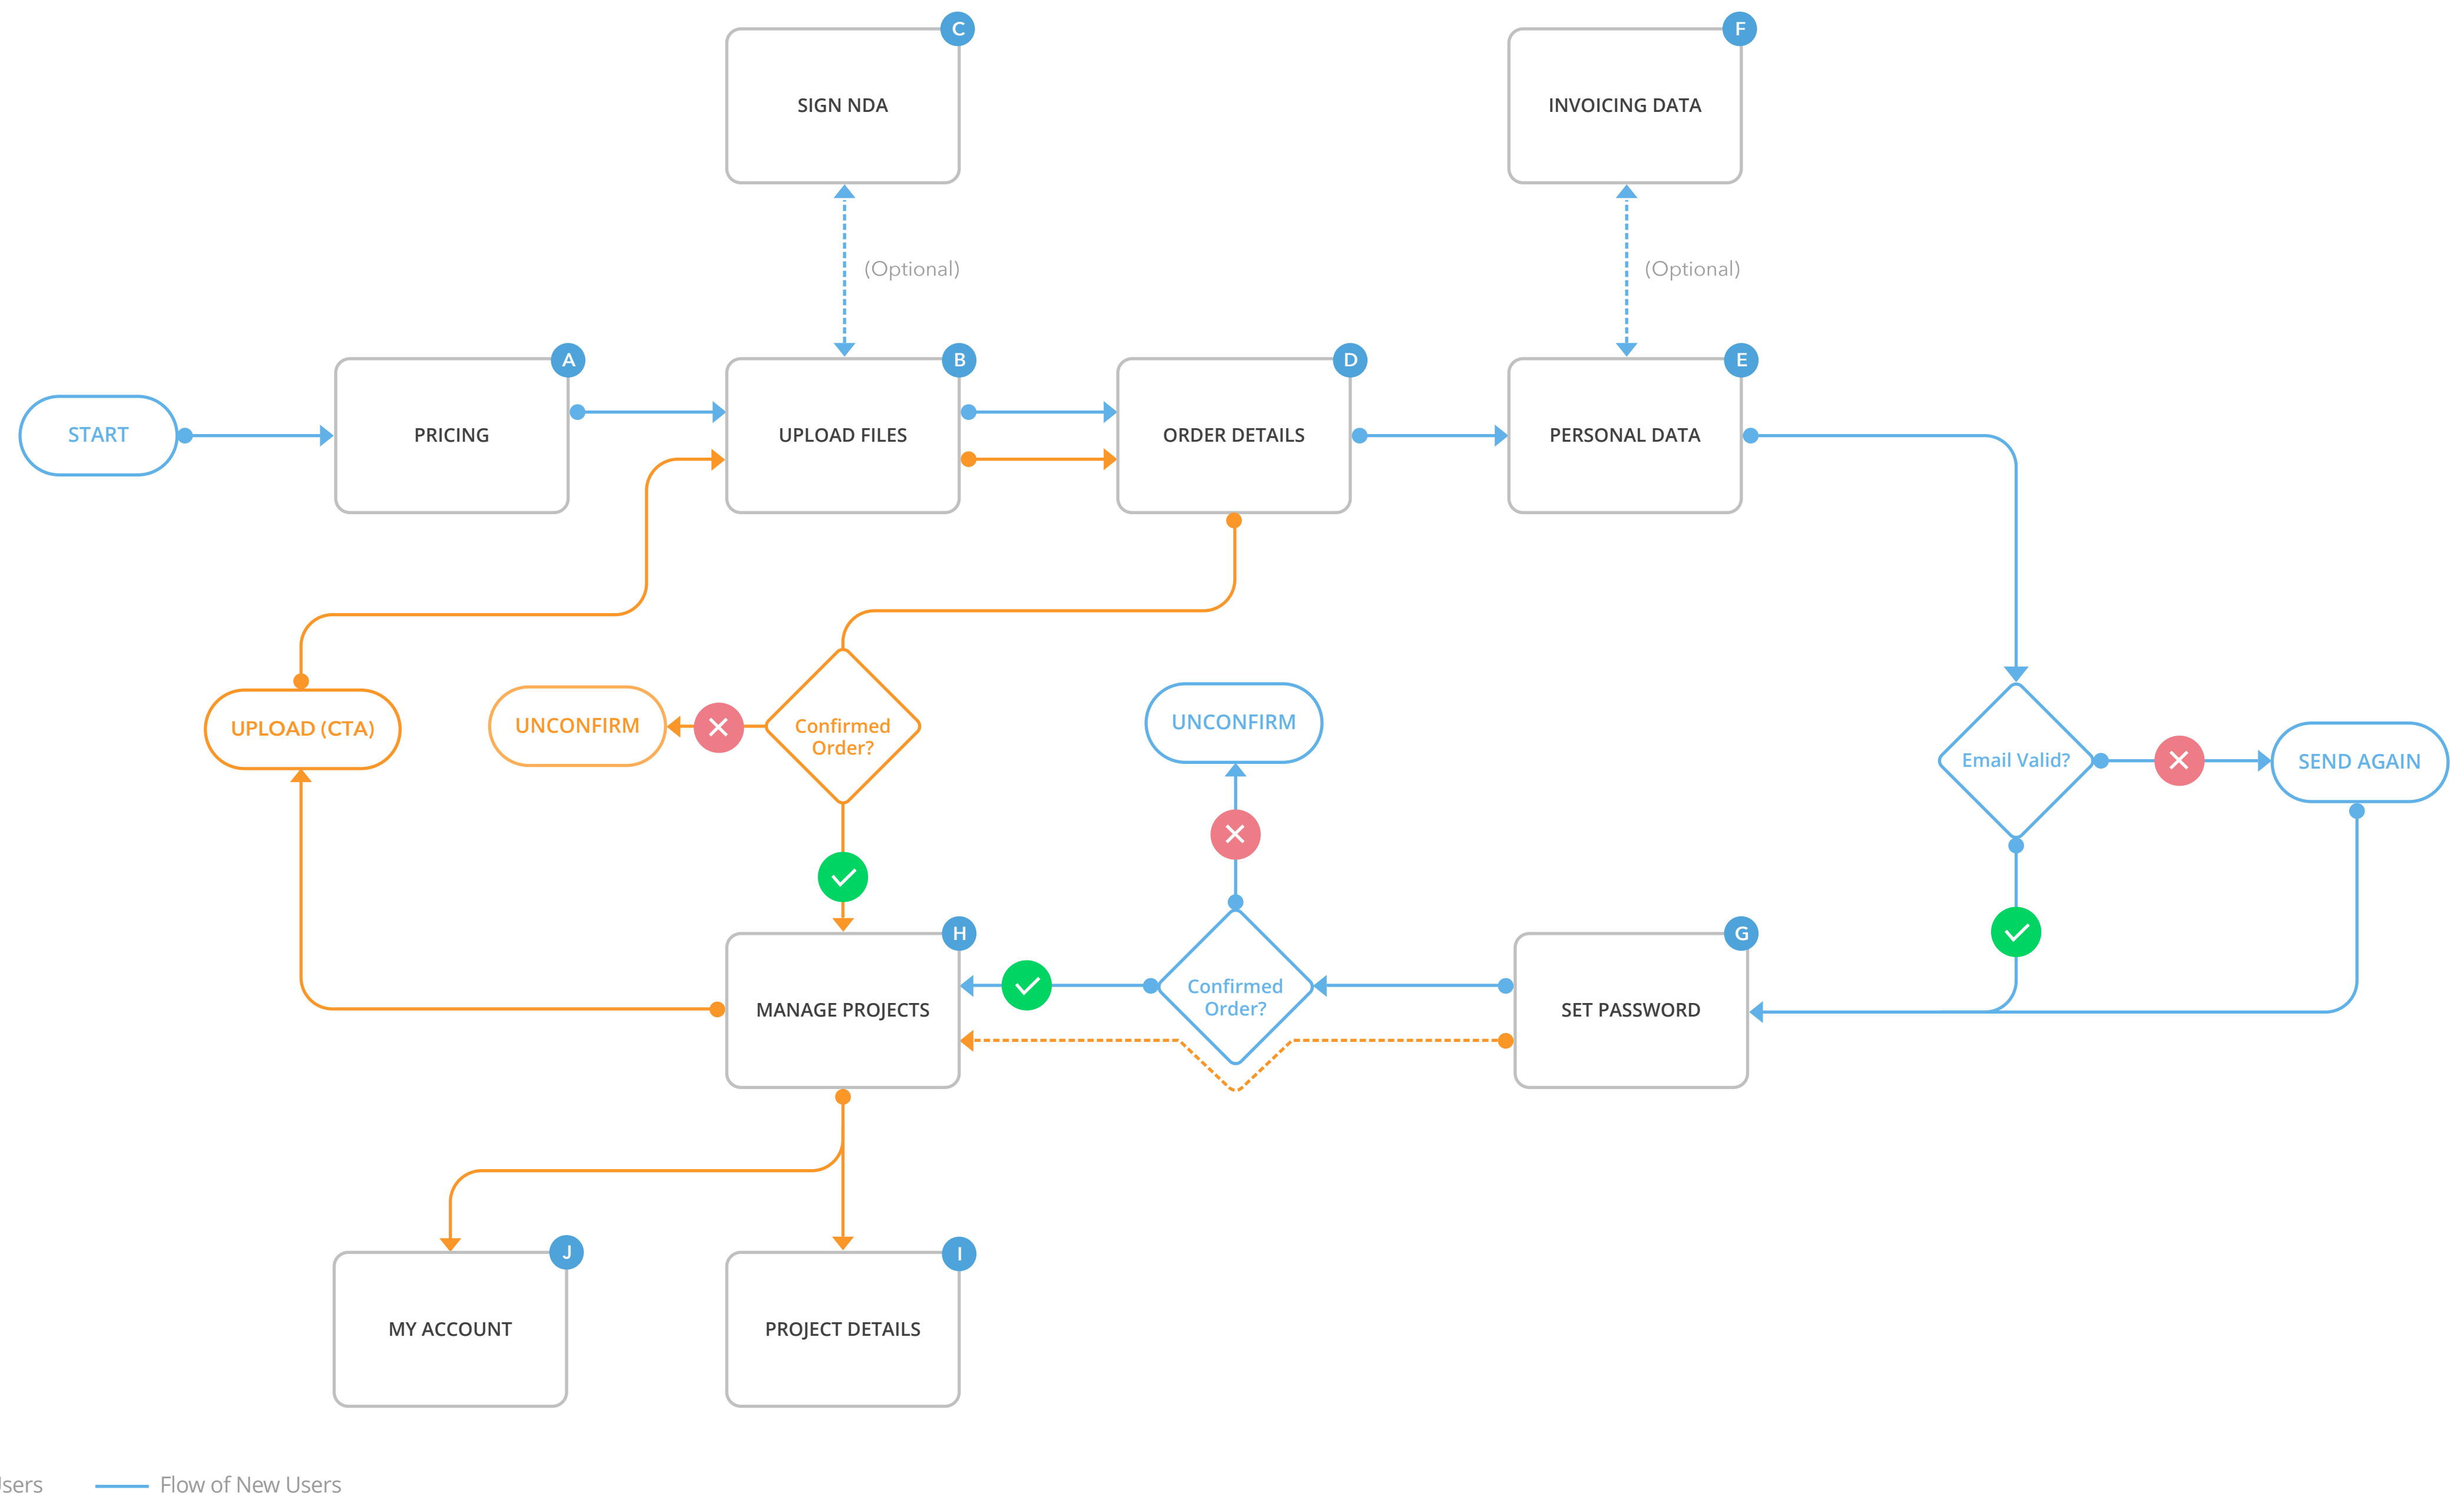 C
F
SIGN NDA
INVOICING DATA
(Optional)
(Optional)
A
B
D
E
START
PRICING
UPLOAD FILES
ORDER DETAILS
PERSONAL DATA
UPLOAD (CTA)
UNCONFIRM
Confirmed
Order?
UNCONFIRM
Email Valid?
SEND AGAIN
H
G
MANAGE PROJECTS
Confirmed
Order?
SET PASSWORD
J
I
MY ACCOUNT
PROJECT DETAILS
Flow of New Users